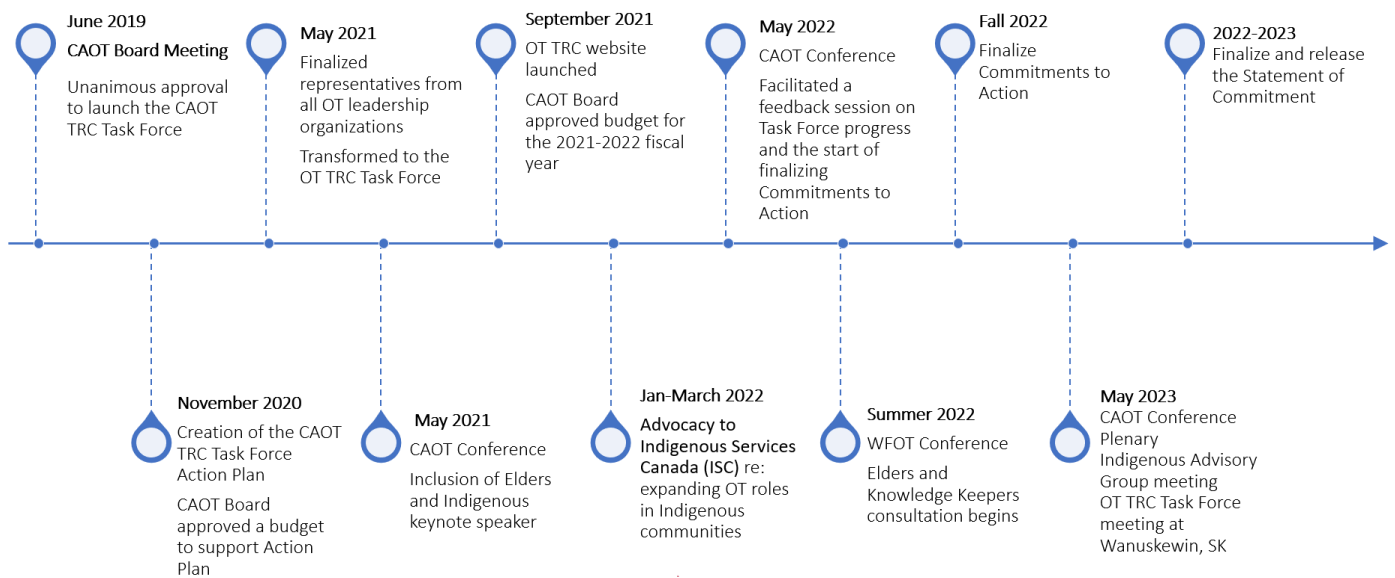 June 2019
CAOT Board Meeting
Unanimous approval
to launch the CAOT
TRC Task Force
November 2020
Creation of the CAOT
TRC Task Force
Action Plan
CAOT Board
approved a budget
to support Action
Plan
May 2021
Finalized
representatives from
all OT leadership
organizations
Transformed to the
OT TRC Task Force
May 2021
CAOT Conference
Inclusion of Elders
and Indigenous
keynote speaker
September 2021
OT TRC website
launched
CAOT Board
approved budget for
the 2021-2022 fiscal
year
Jan-March 2022
Advocacy to
Indigenous Services
Canada (ISC) re:
expanding OT roles
in Indigenous
communities
May 2022
CAOT Conference
Facilitated a
feedback session on
Task Force progress
and the start of
finalizing
Commitments to
Action
Summer 2022
WFOT Conference
Elders and
Knowledge Keepers
consultation begins
Fall 2022
Finalize
Commitments to
Action
May 2023
CAOT Conference
Plenary
Indigenous Advisory
Group meeting
OT TRC Task Force
meeting at
Wanuskewin, SK
2022-2023
Finalize and release
the Statement of
Commitment